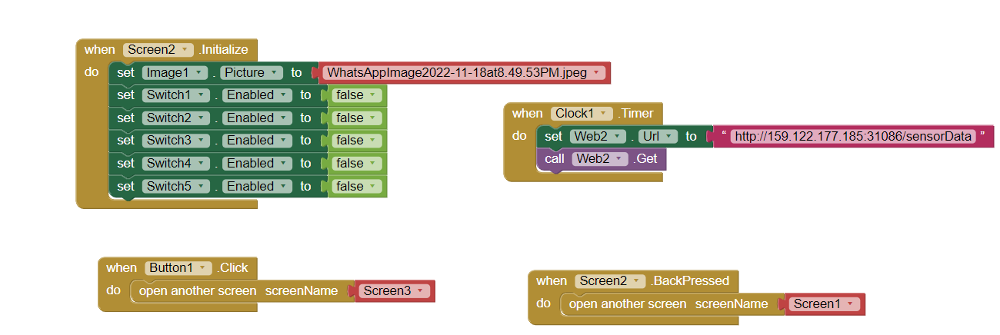 when Screen2 .Initialize
do set Image1 . Picture to WhatsAppImage2022-11-18at8.49.53PM.jpeg
set Switch1 . Enabled to false
set Switch2 . Enabled to false
set Switch3 . Enabled to false
set Switch4 . Enabled to false
set Switch5 . Enabled to false
when Clock1 .Timer
do set Web2 . Url to “ http://159.122.177.185:31086/sensorData ”
call Web2 .Get
when Button1 .Click
do open another screen screenName Screen3
when Screen2 .BackPressed
do open another screen screenName Screen1